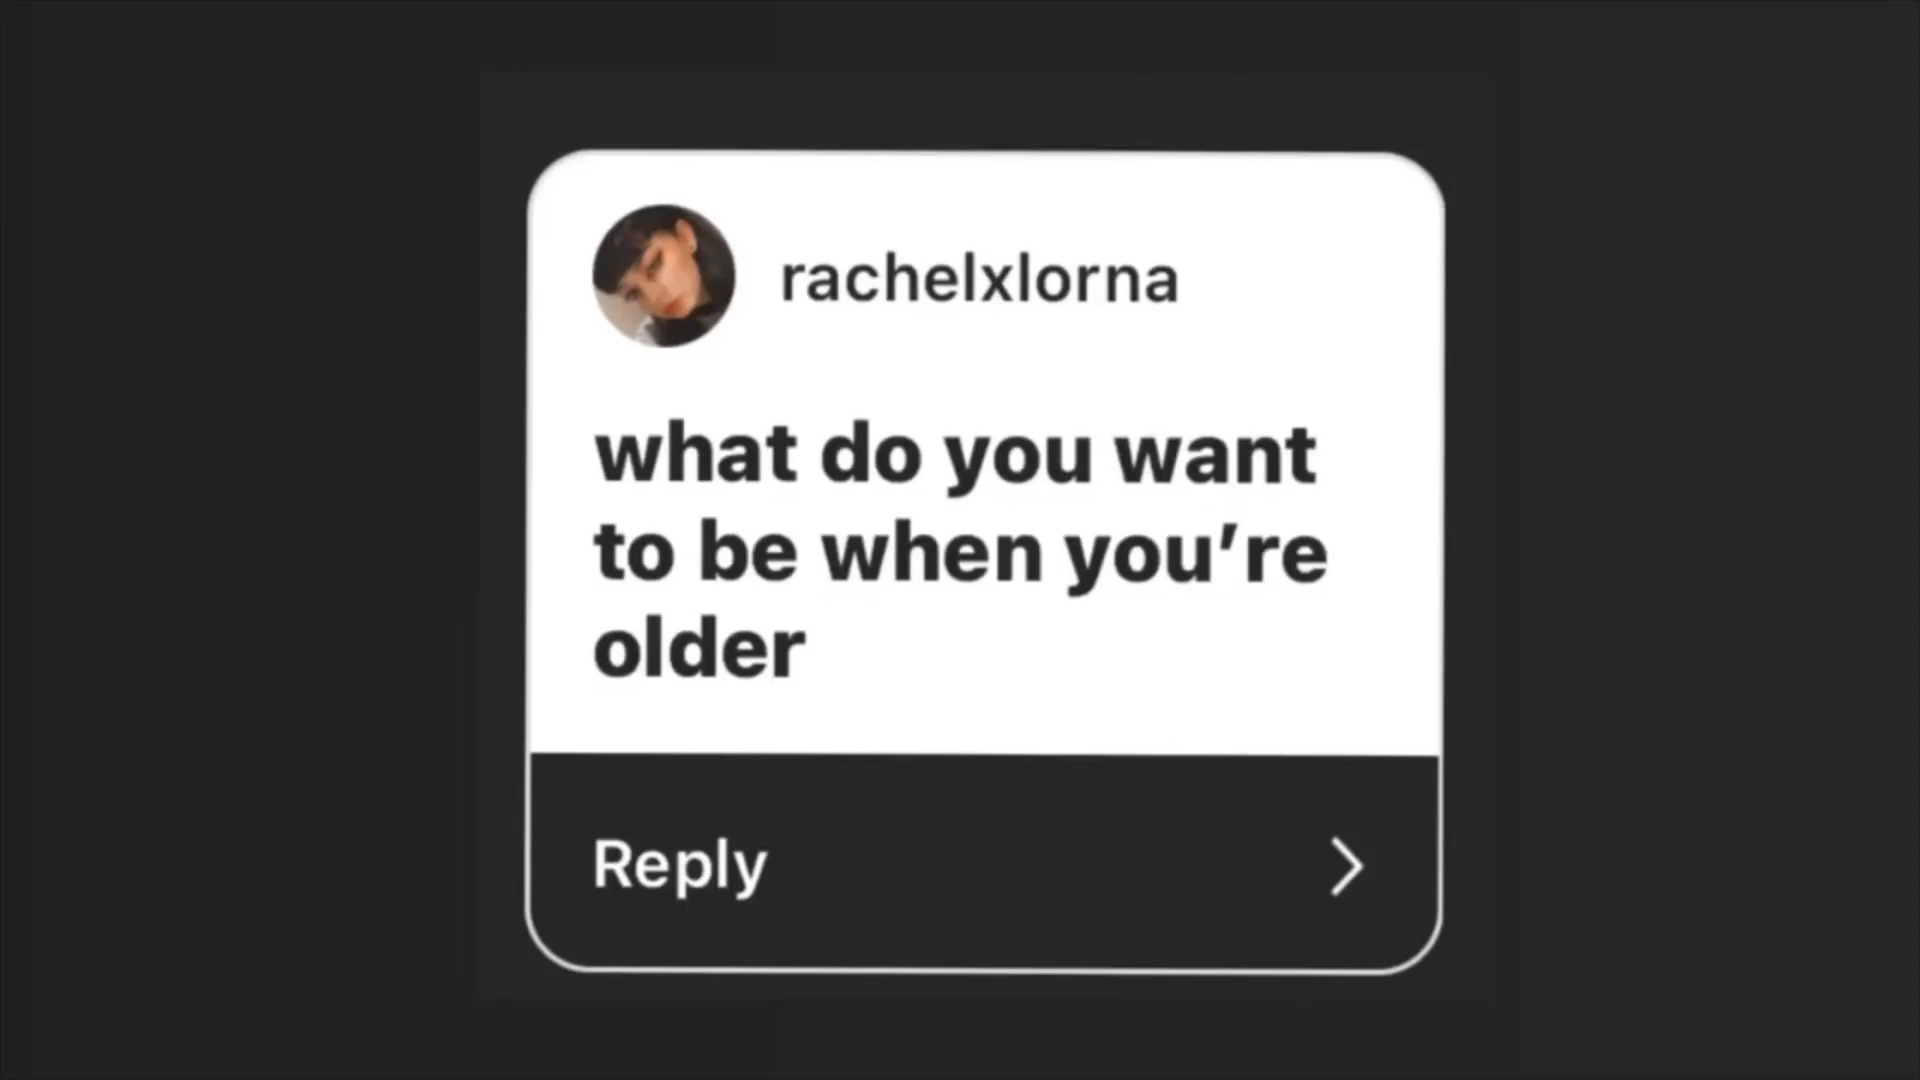 rachelxlorna
what do you want
to be when you’re
older
Reply